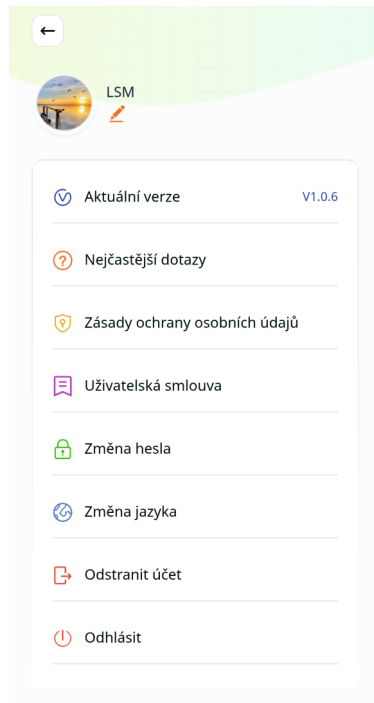 LSM
Aktuální verze V1.0.6
Nejčastější dotazy
Zásady ochrany osobních údajů
Uživatelská smlouva
Změna hesla
Změna jazyka
Odstranit účet
Odhlásit